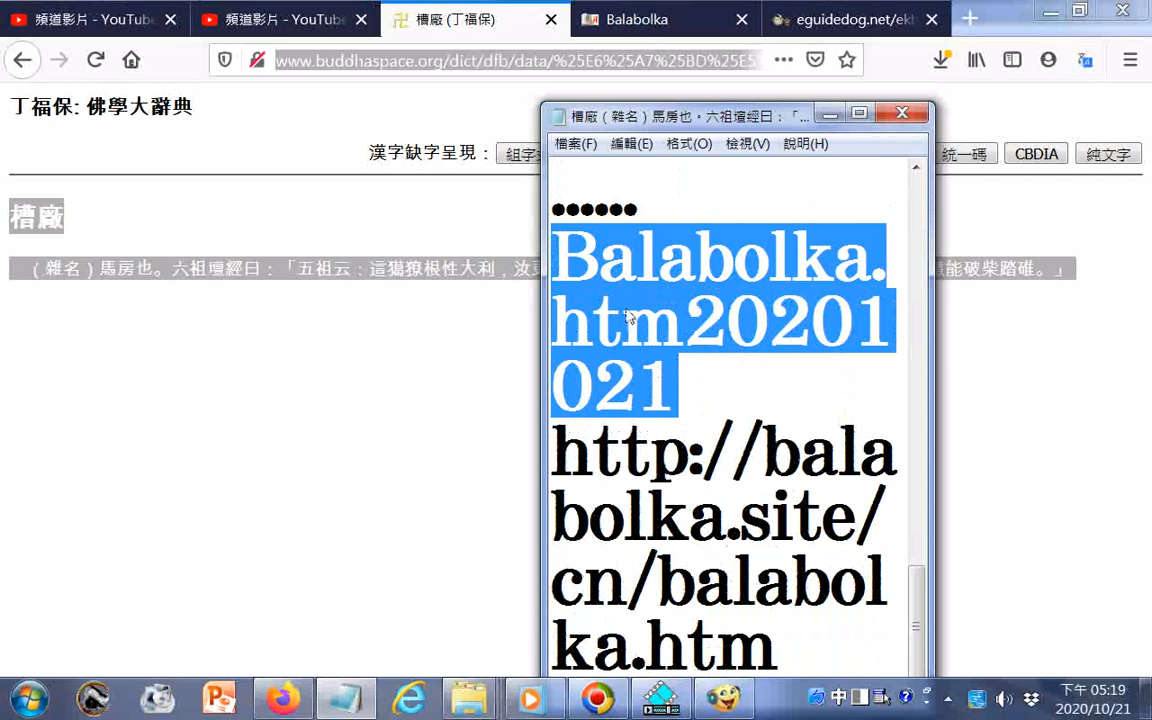 頻道影片 - YouTube
頻道影片 - YouTube
槽廠 (丁福保)
Balabolka
eguidedog.net/ekh
www.buddhaspace.org/dict/dfb/data/%25E6%25A7%25BD%25E5
丁福保: 佛學大辭典
漢字缺字呈現：
組字
統一碼
CBDIA
純文字
槽廠
（雜名）馬房也。六祖壇經曰：「五祖云：這獦獠根性大利，汝更
能破柴踏碓。」
槽廠（雜名）馬房也。六祖壇經曰：「...
檔案(F) 編輯(E) 格式(O) 檢視(V) 說明(H)
●●●●●●
Balabolka.
htm20201
021
http://bala
bolka.site/
cn/balabol
ka.htm
中
下午 05:19
2020/10/21